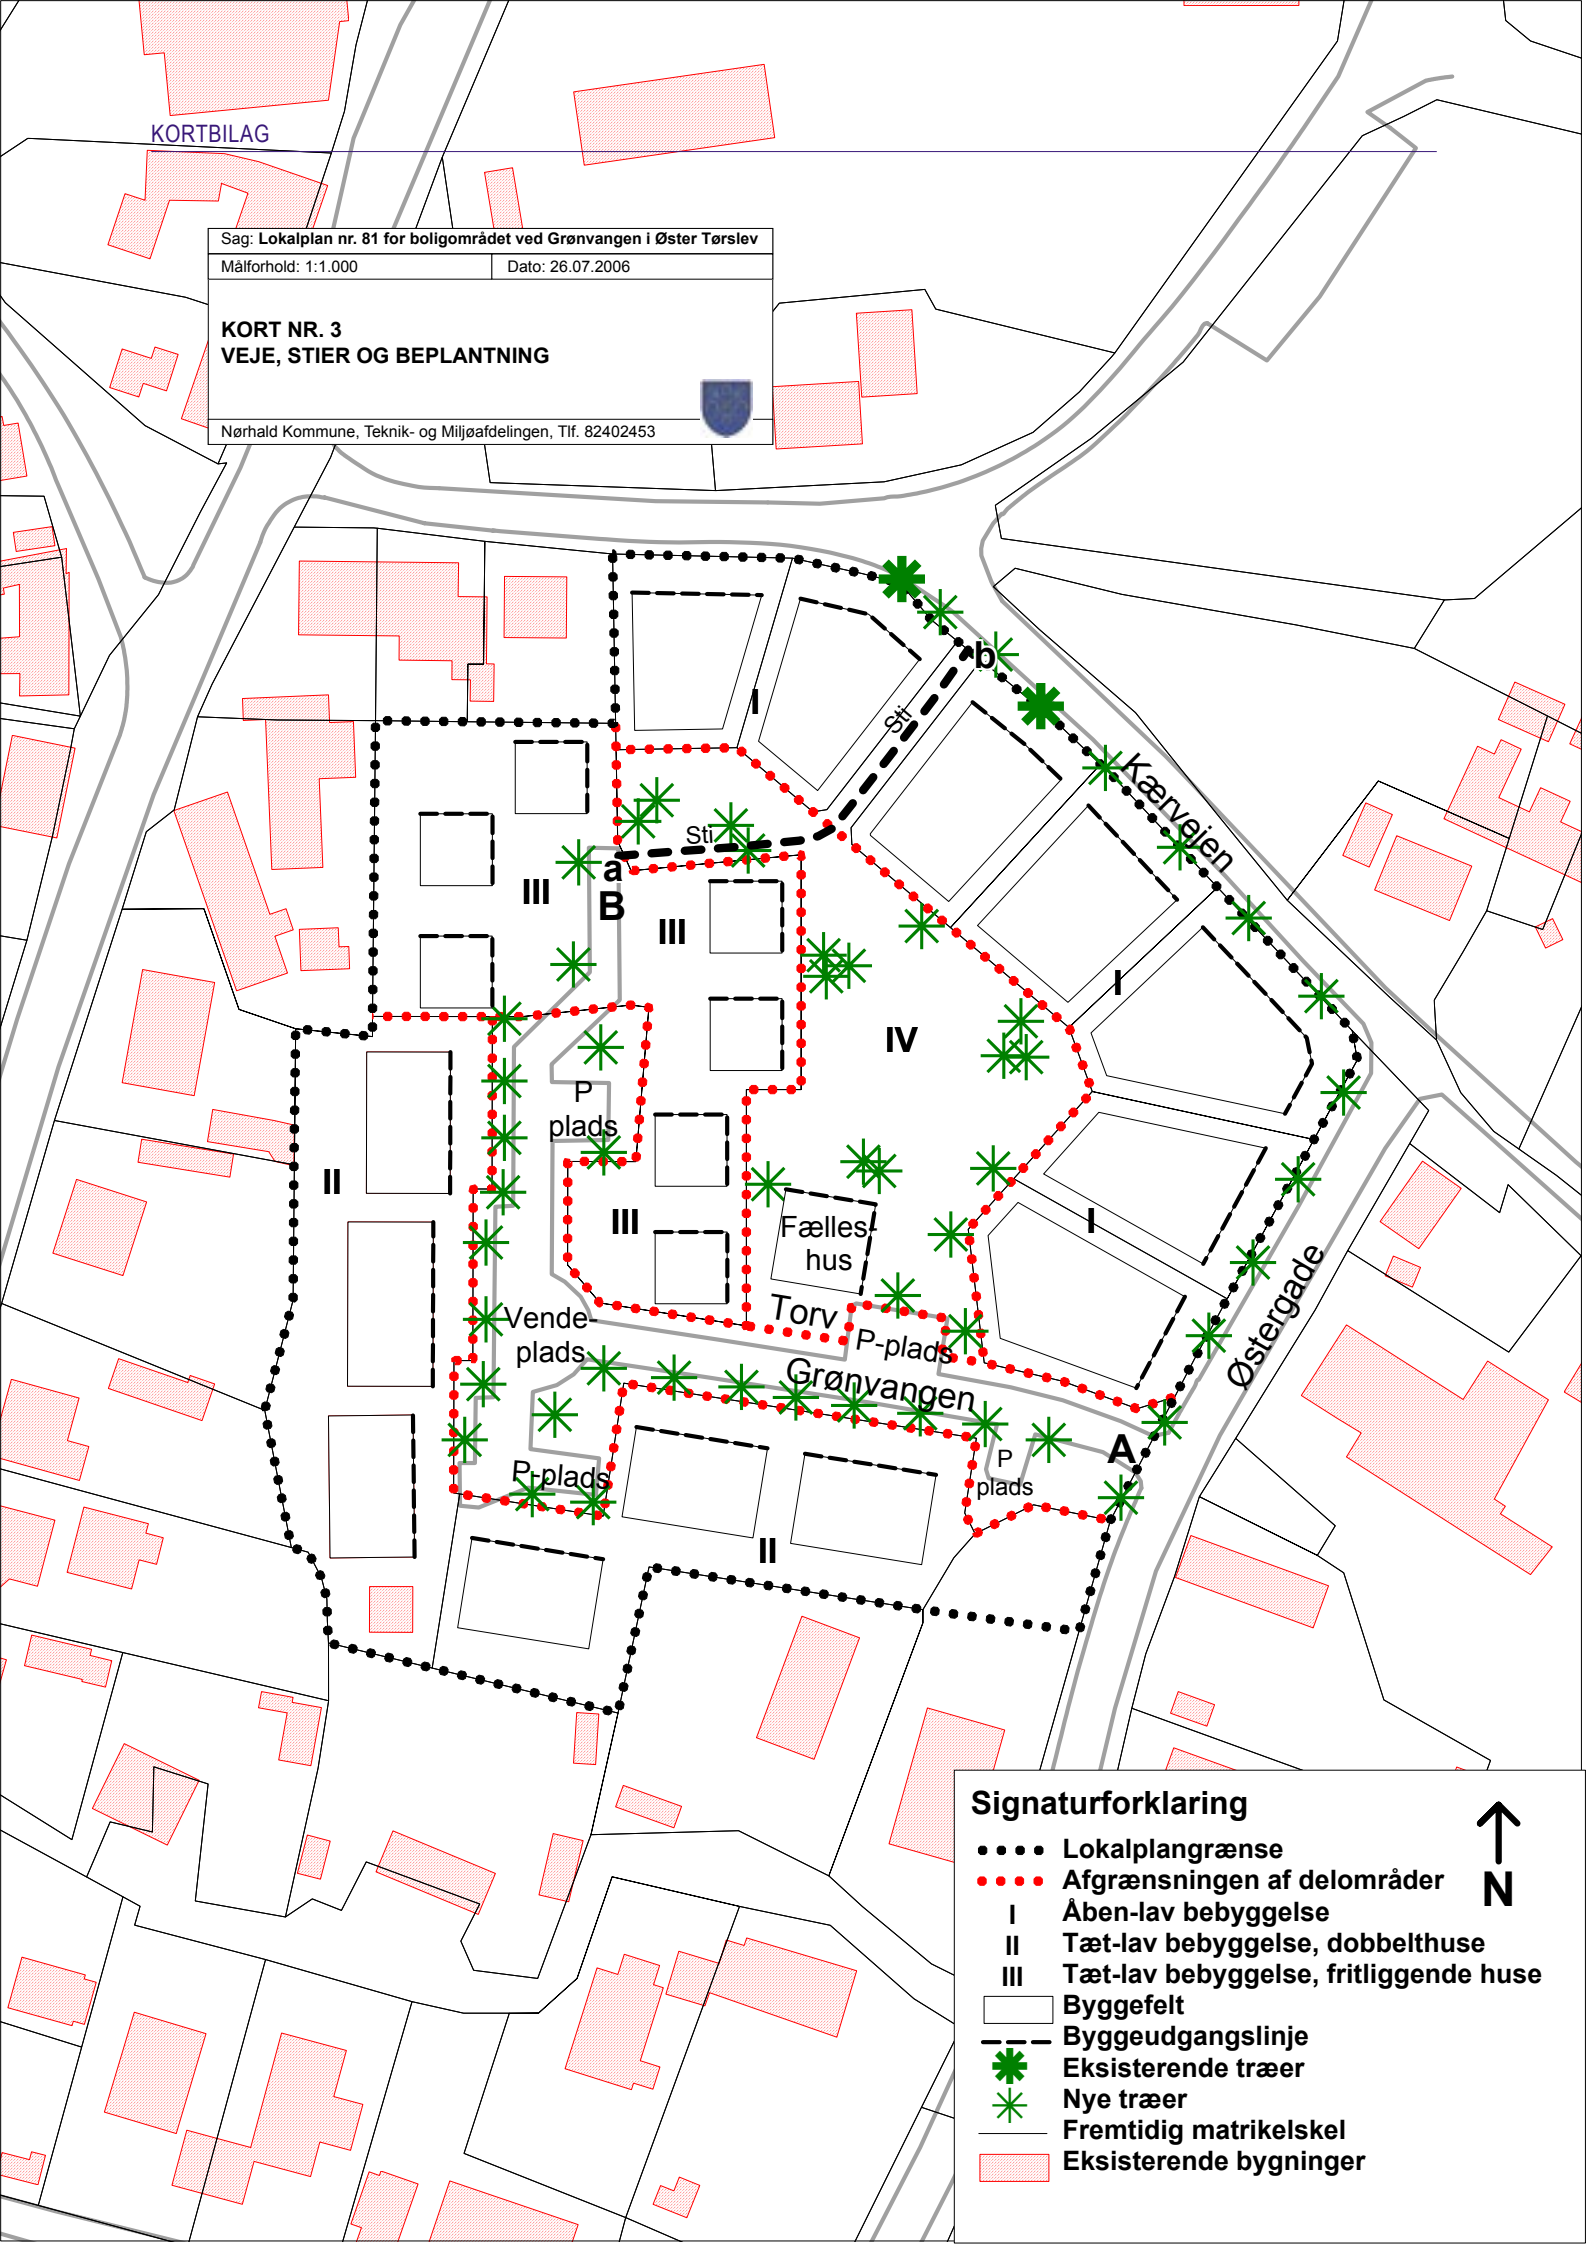 KORTBILAG
Sag: Lokalplan nr. 81 for boligområdet ved Grønvangen i Øster Tørslev
Målforhold: 1:1.000
Dato: 26.07.2006
KORT NR. 3
VEJE, STIER OG BEPLANTNING
Nørhald Kommune, Teknik- og Miljøafdelingen, Tlf. 82402453
b
I
Sti
Kærvejen
Sti
a
B
III
III
I
IV
P
plads
II
III
Fælles-
hus
I
Østergade
Torv
Vende-
plads
P-plads
Grønvangen
A
P
plads
P-plads
II
Signaturforklaring
Lokalplangrænse
Afgrænsningen af delområder
I Åben-lav bebyggelse
II Tæt-lav bebyggelse, dobbelthuse
III Tæt-lav bebyggelse, fritliggende huse
Byggefelt
Byggeudgangslinje
Eksisterende træer
Nye træer
Fremtidig matrikelskel
Eksisterende bygninger
N